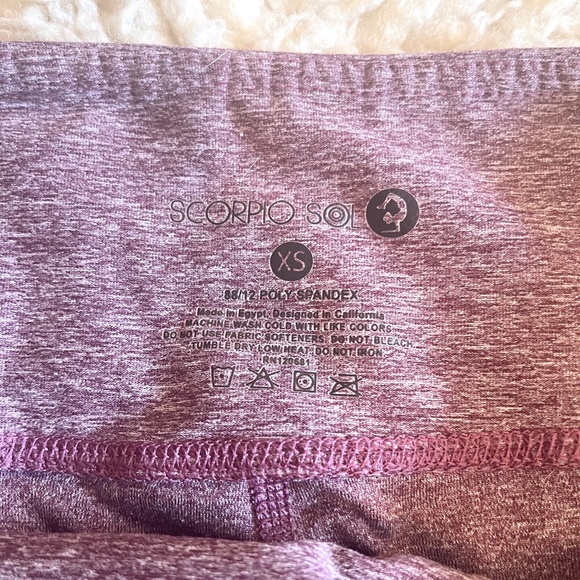 SCORPIO SOL
XS
88/12 POLY SPANDEX
Made in Egypt, Designed in California
MACHINE WASH COLD WITH LIKE COLORS
DO NOT USE FABRIC SOFTENERS. DO NOT BLEACH
TUMBLE DRY LOW HEAT. DO NOT IRON
RN120681